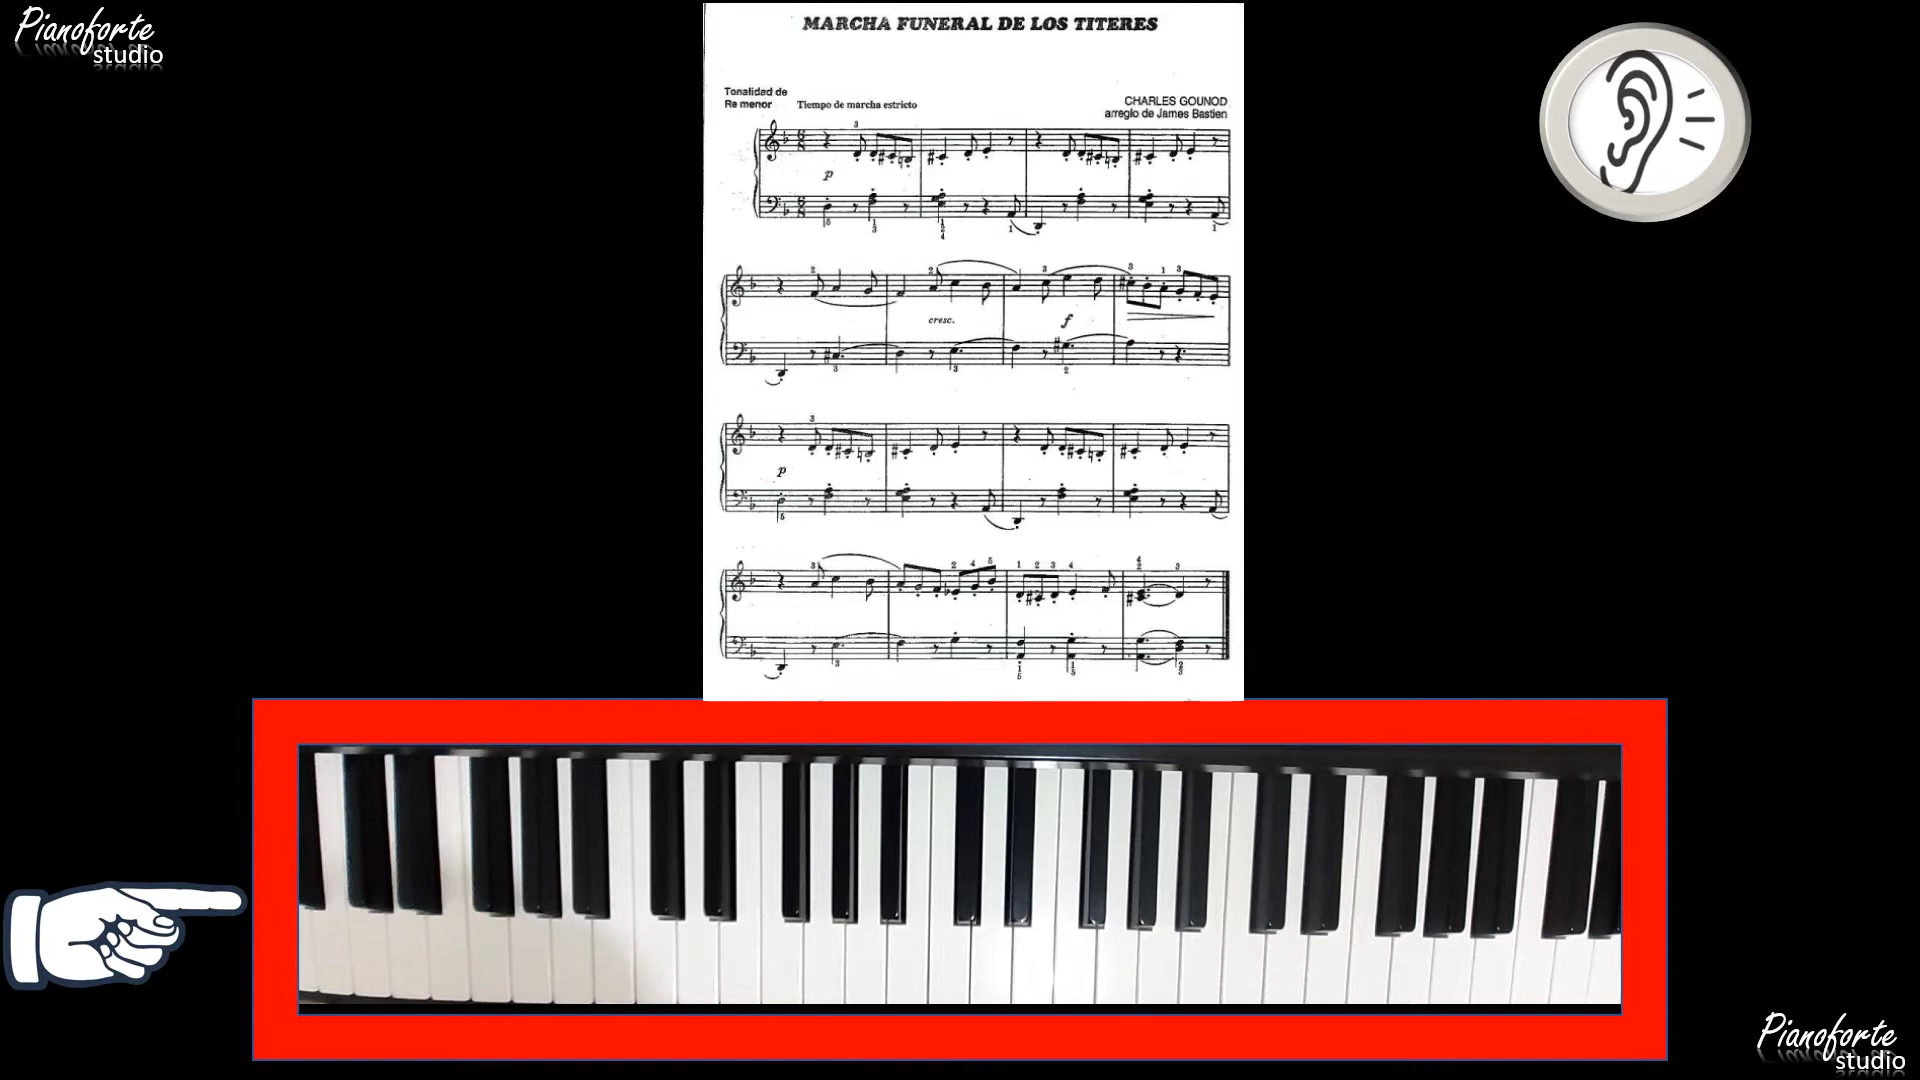 Pianoforte
studio
MARCHA FUNERAL DE LOS TITERES
Tonalidad de
Re menor
Tiempo de marcha estricto
CHARLES GOUNOD
arreglo de James Bastien
p
cresc.
f
p
Pianoforte
studio